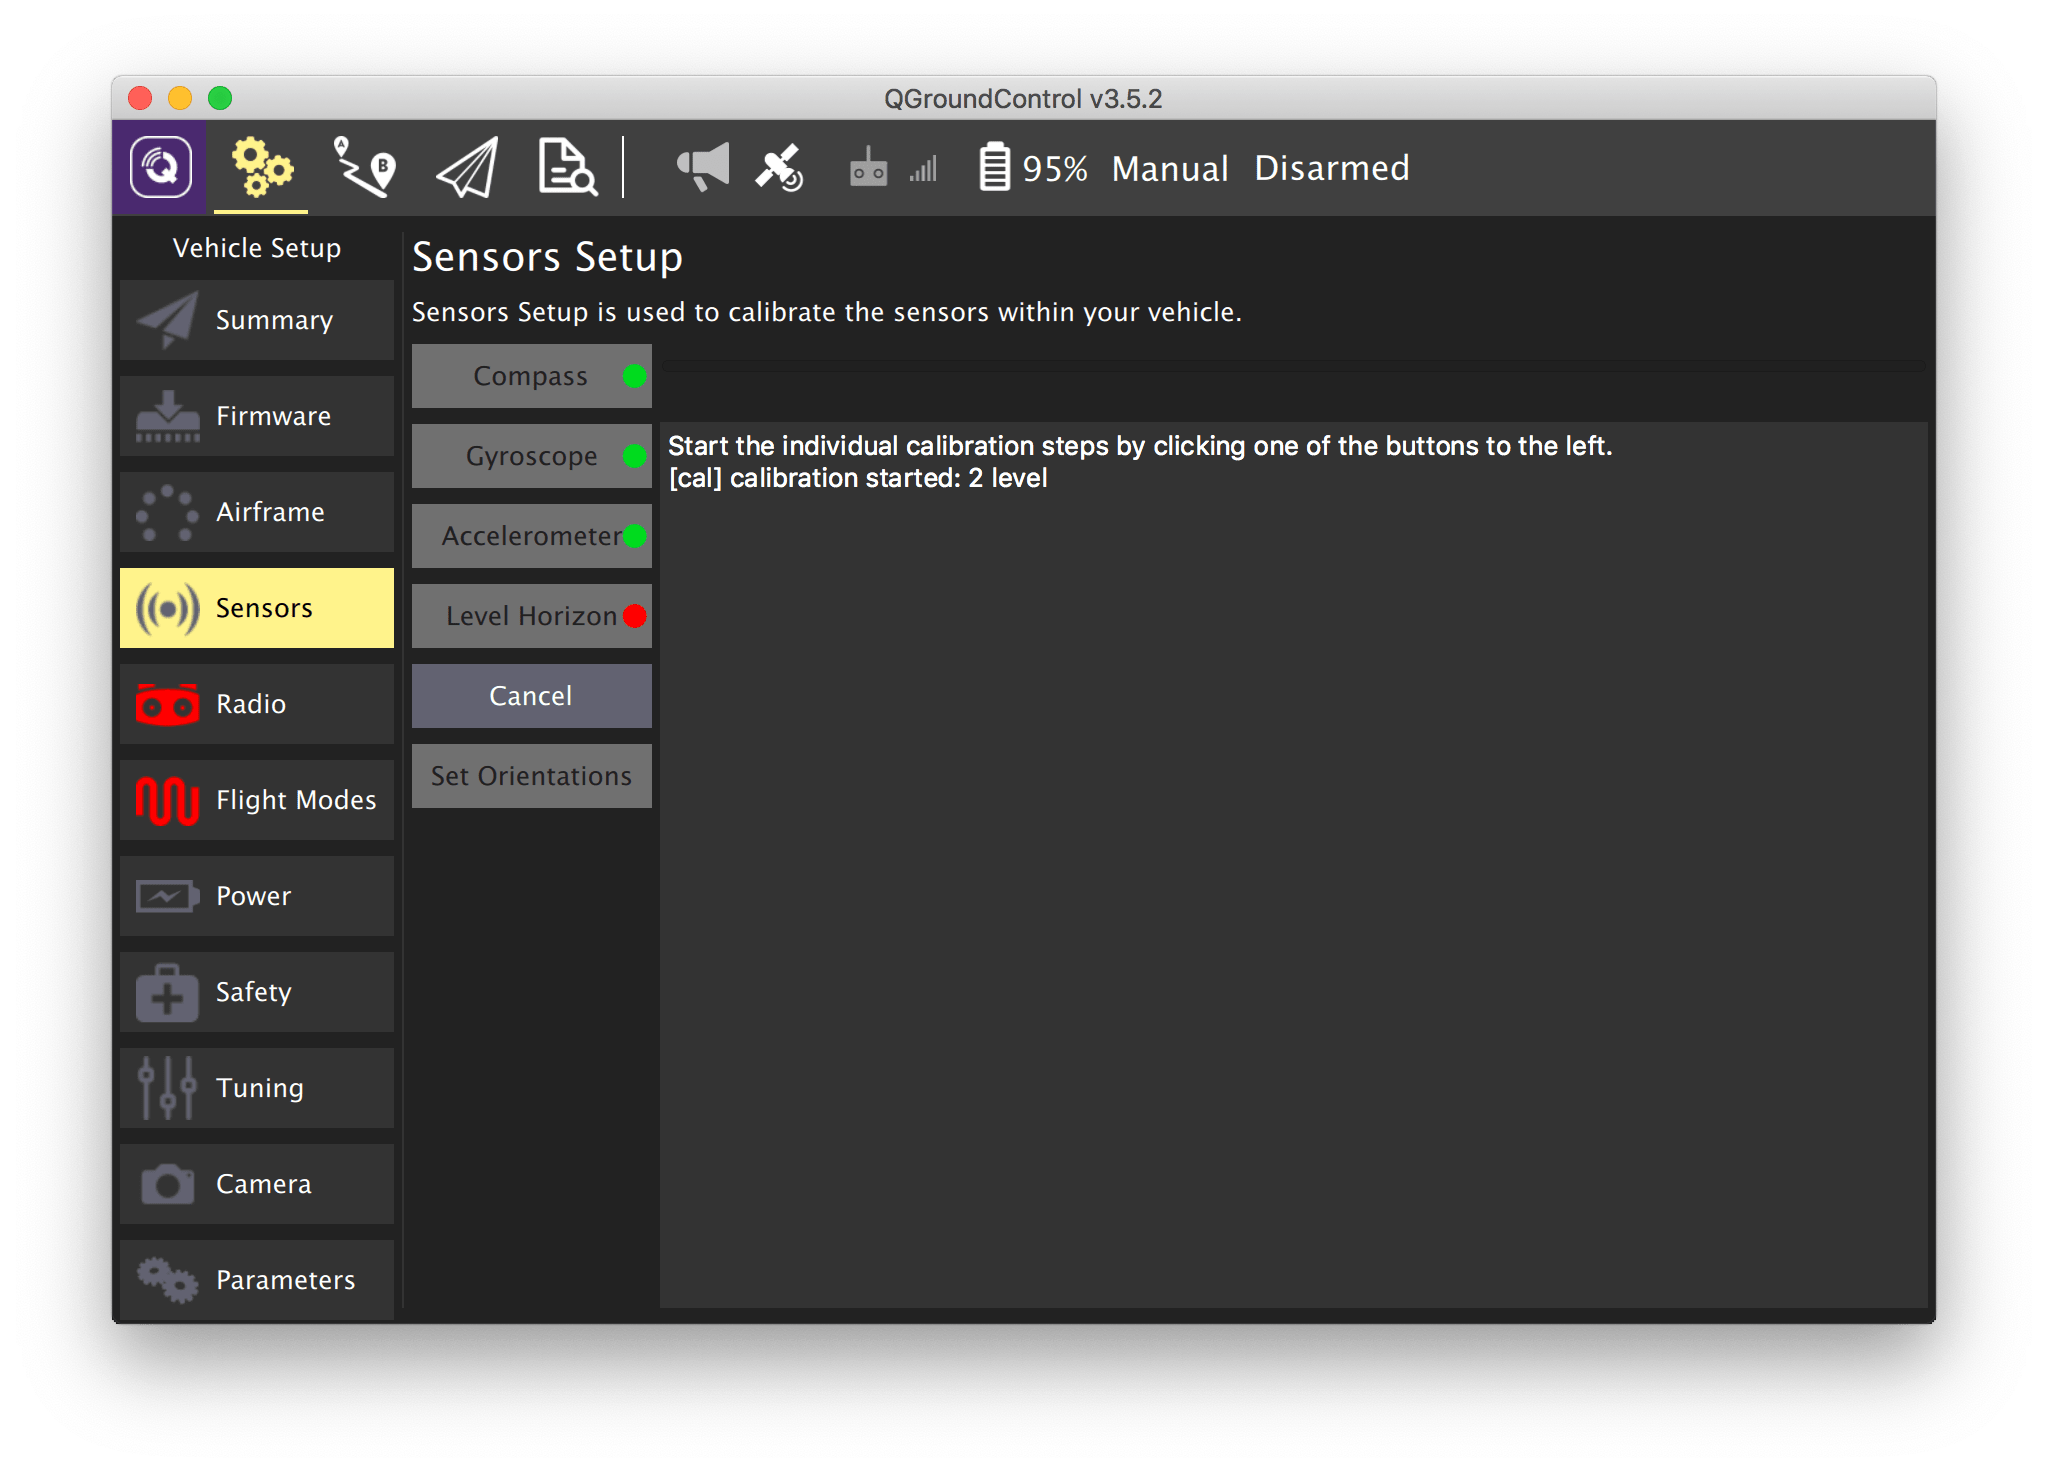 QGroundControl v3.5.2
A
B
95% Manual Disarmed
Vehicle Setup
Summary
Firmware
Airframe
Sensors
Radio
Flight Modes
Power
Safety
Tuning
Camera
Parameters
Sensors Setup
Sensors Setup is used to calibrate the sensors within your vehicle.
Compass
Gyroscope
Accelerometer
Level Horizon
Cancel
Set Orientations
Start the individual calibration steps by clicking one of the buttons to the left.
[cal] calibration started: 2 level